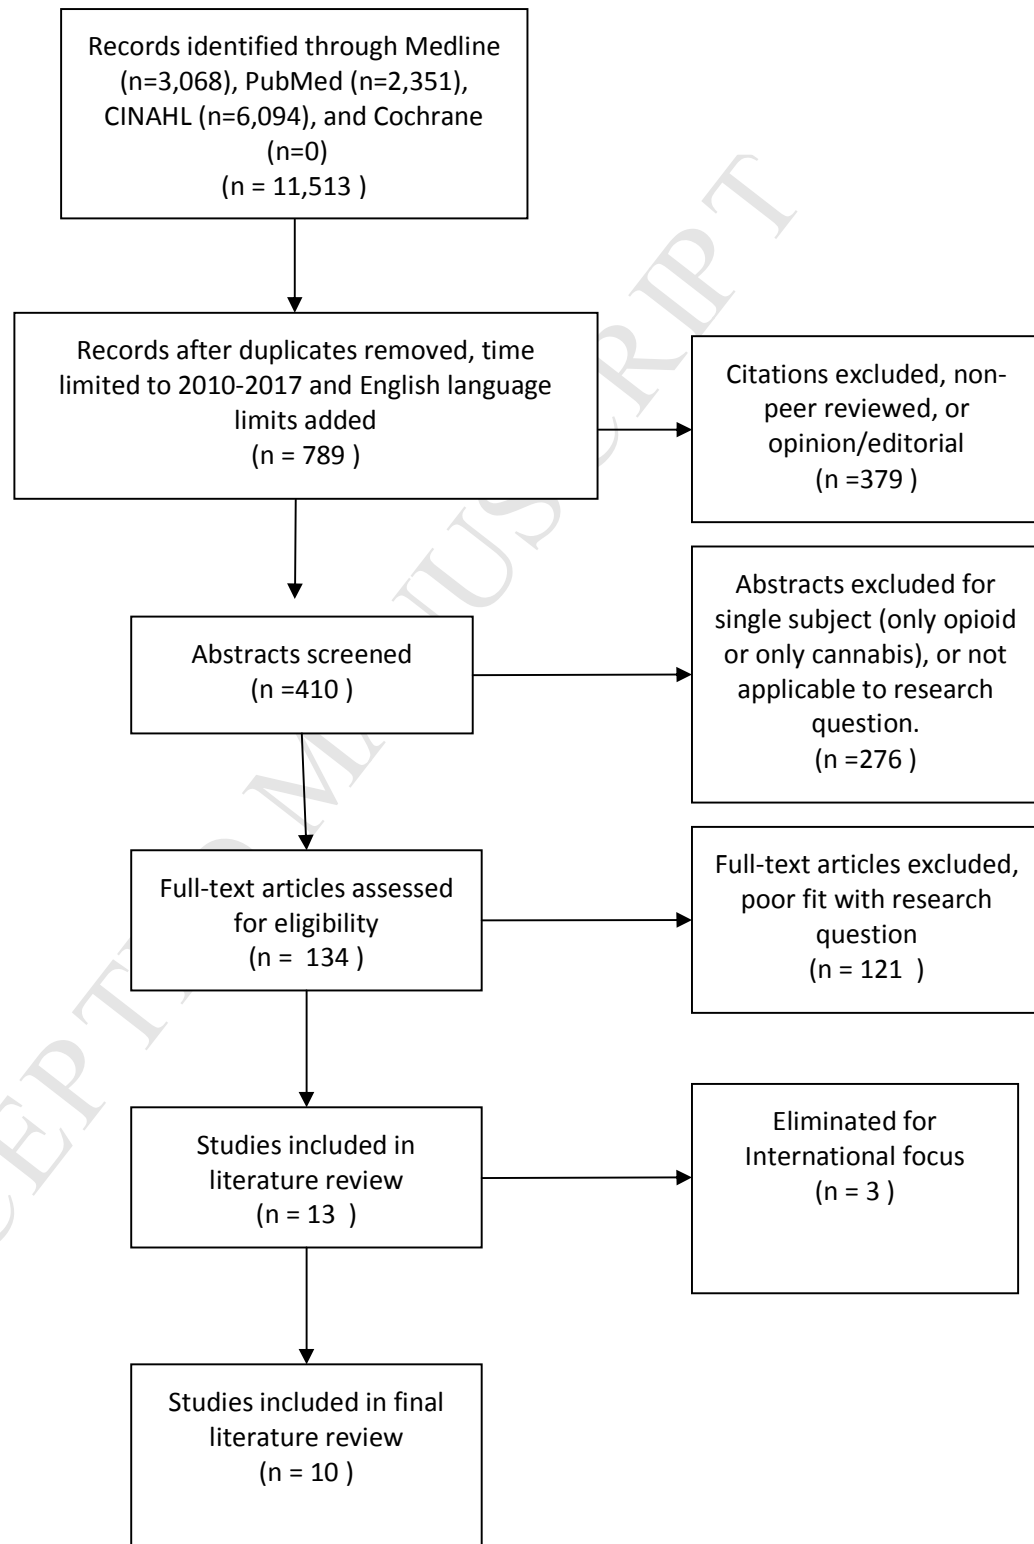 Records identified through Medline
(n=3,068), PubMed (n=2,351),
CINAHL (n=6,094), and Cochrane
(n=0)
(n = 11,513 )
Records after duplicates removed, time
limited to 2010-2017 and English language
limits added
(n = 789 )
Citations excluded, non-
peer reviewed, or
opinion/editorial
(n =379 )
Abstracts screened
(n =410 )
Abstracts excluded for
single subject (only opioid
or only cannabis), or not
applicable to research
question.
(n =276 )
Full-text articles assessed
for eligibility
(n =  134 )
Full-text articles excluded,
poor fit with research
question
(n = 121  )
Studies included in
literature review
(n = 13  )
Eliminated for
International focus
(n = 3 )
Studies included in final
literature review
(n = 10 )
CEPTED MANUSCRIPT